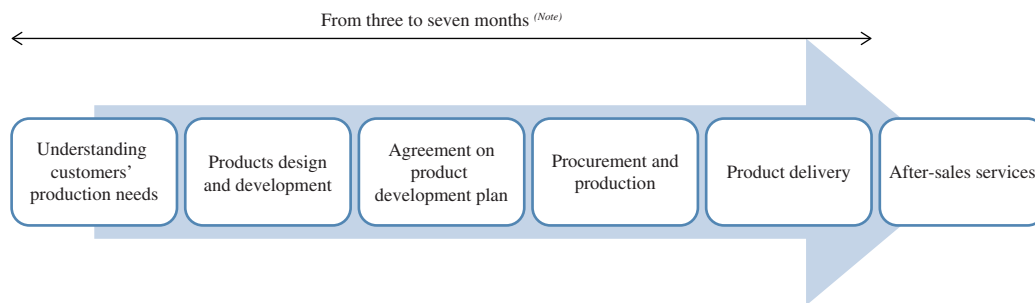 From three to seven months (Note)
Understanding
customers’
production needs
Products design
and development
Agreement on
product
development plan
Procurement and
production
Product delivery
After-sales services